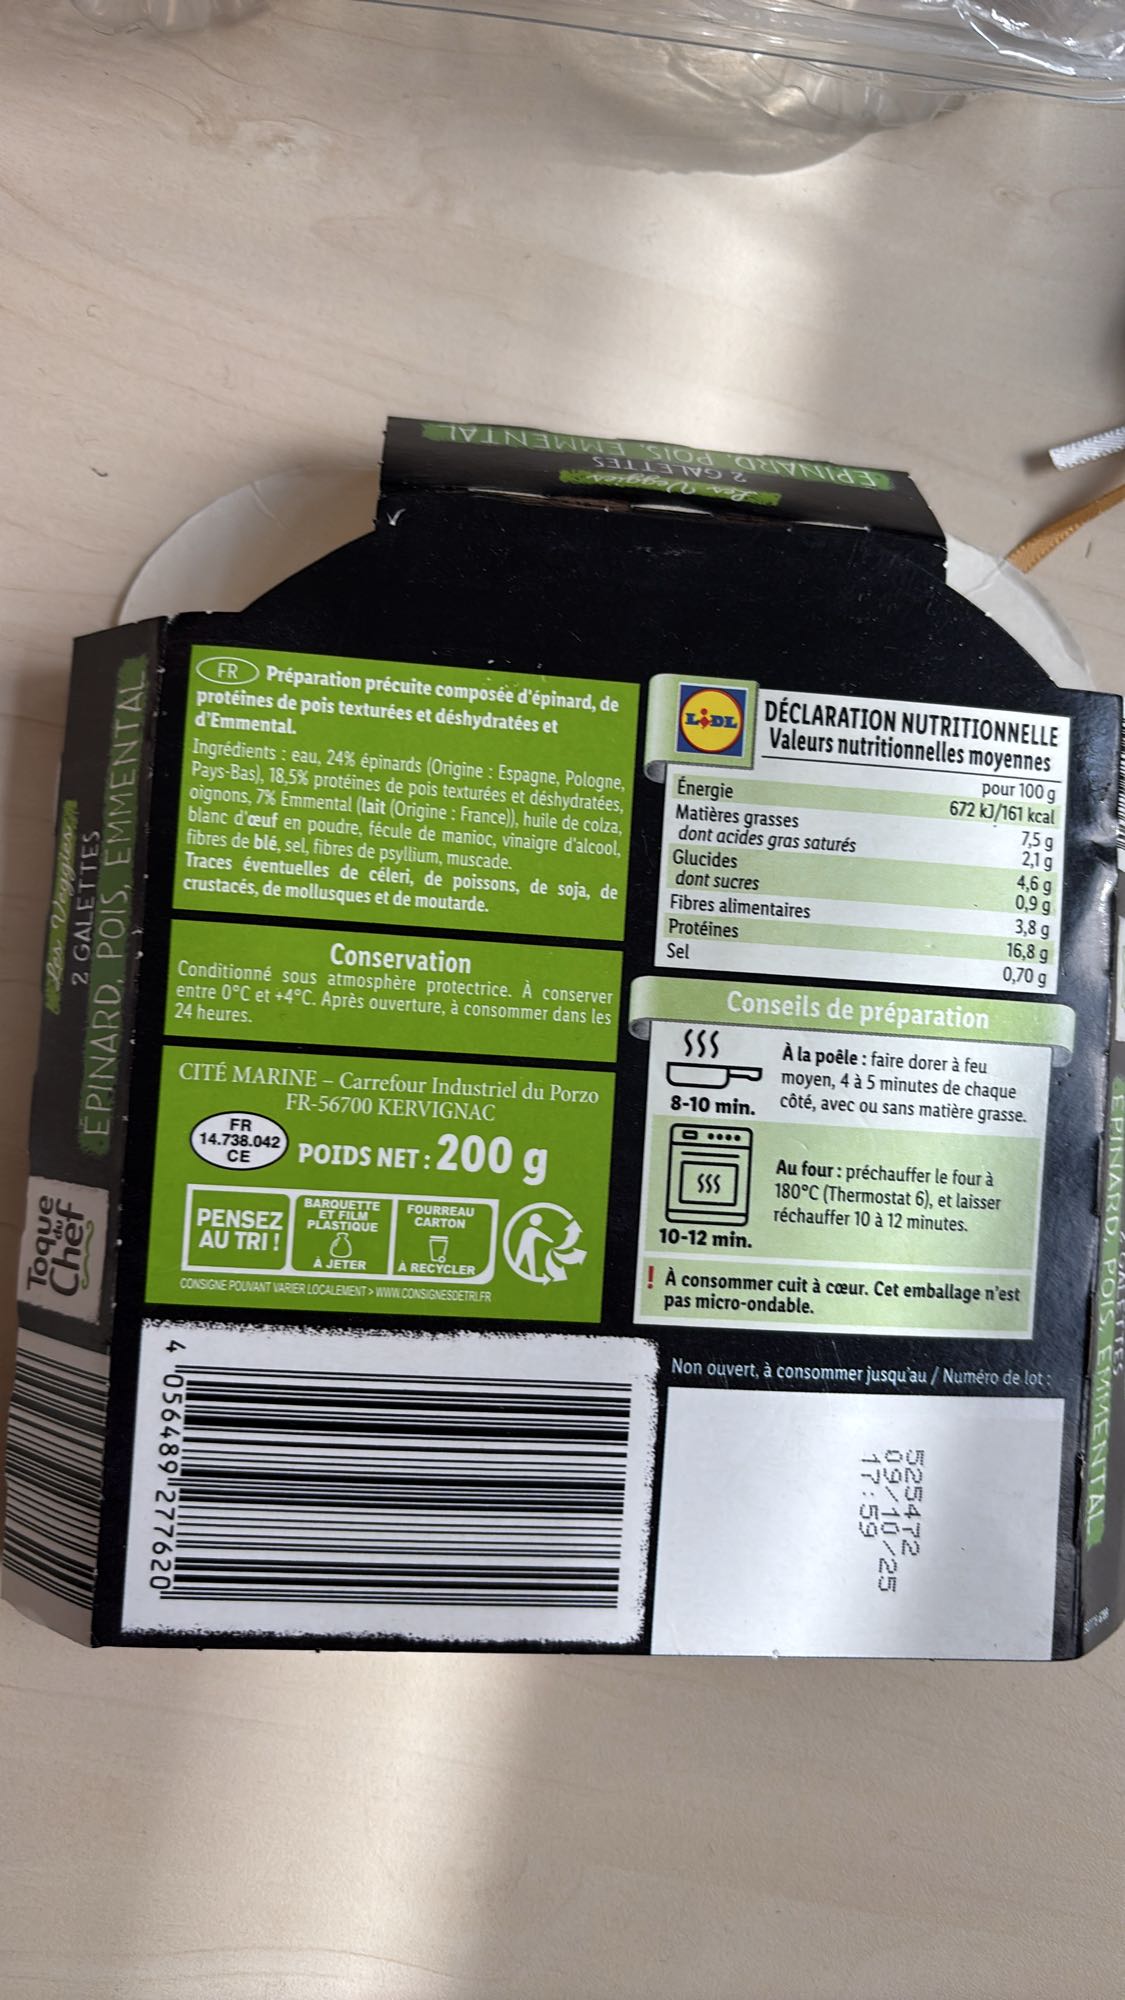 EPINARD, POIS, EMMENTAL
2 GALETTES
Les Veggies
Les Veggies
2 GALETTES
EPINARD, POIS, EMMENTAL
Toque
du
Chef
FR Préparation précuite composée d'épinard, de
protéines de pois texturées et déshydratées et
d'Emmental.
Ingrédients : eau, 24% épinards (Origine : Espagne, Pologne,
Pays-Bas), 18,5% protéines de pois texturées et déshydratées,
oignons, 7% Emmental (lait (Origine : France)), huile de colza,
blanc d'œuf en poudre, fécule de manioc, vinaigre d'alcool,
fibres de blé, sel, fibres de psyllium, muscade.
Traces éventuelles de céleri, de poissons, de soja, de
crustacés, de mollusques et de moutarde.
Conservation
Conditionné sous atmosphère protectrice. À conserver
entre 0°C et +4°C. Après ouverture, à consommer dans les
24 heures.
CITÉ MARINE – Carrefour Industriel du Porzo
FR-56700 KERVIGNAC
FR
14.738.042
CE
POIDS NET : 200 g
PENSEZ
AU TRI !
BARQUETTE
ET FILM
PLASTIQUE
À JETER
FOURREAU
CARTON
À RECYCLER
CONSIGNE POUVANT VARIER LOCALEMENT > WWW.CONSIGNESDETRI.FR
4 056489 277620
LIDL
DÉCLARATION NUTRITIONNELLE
Valeurs nutritionnelles moyennes
pour 100 g
Énergie 672 kJ/161 kcal
Matières grasses 7,5 g
dont acides gras saturés 2,1 g
Glucides 4,6 g
dont sucres 0,9 g
Fibres alimentaires 3,8 g
Protéines 16,8 g
Sel 0,70 g
Conseils de préparation
8-10 min.
À la poêle : faire dorer à feu
moyen, 4 à 5 minutes de chaque
côté, avec ou sans matière grasse.
10-12 min.
Au four : préchauffer le four à
180°C (Thermostat 6), et laisser
réchauffer 10 à 12 minutes.
! À consommer cuit à cœur. Cet emballage n'est
pas micro-ondable.
Non ouvert, à consommer jusqu'au / Numéro de lot :
525472
09/10/25
17:59
2 GALETTES
EPINARD, POIS, EMMENTAL